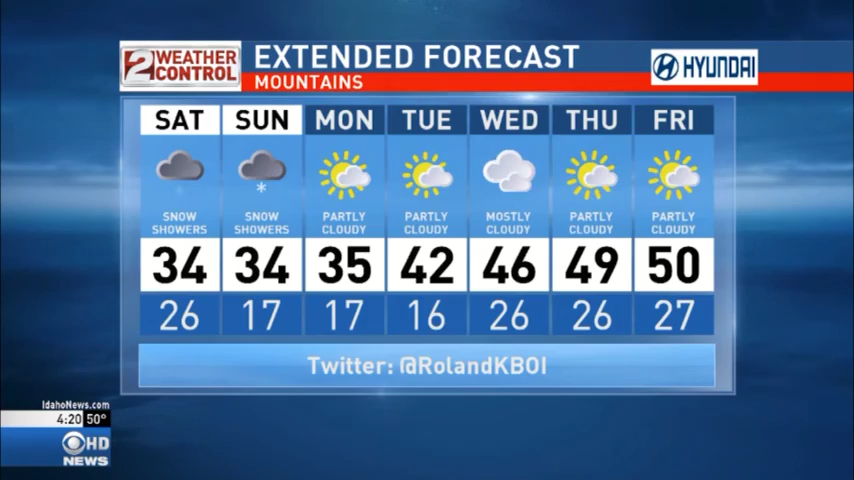 2 WEATHER CONTROL
EXTENDED FORECAST
HYUNDAI
MOUNTAINS
SAT SUN MON TUE WED THU FRI
SNOW SHOWERS SNOW SHOWERS PARTLY CLOUDY PARTLY CLOUDY MOSTLY CLOUDY PARTLY CLOUDY PARTLY CLOUDY
34 34 35 42 46 49 50
26 17 17 16 26 26 27
Twitter: @RolandKBOI
IdahoNews.com
4:20 50°
HD
NEWS